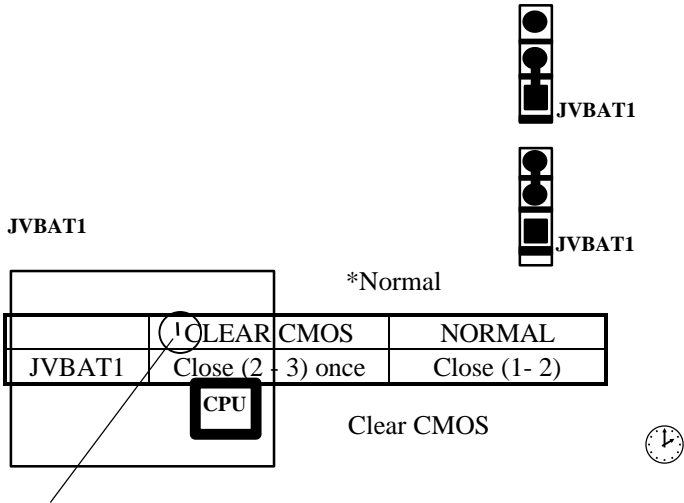 JVBAT1
JVBAT1
JVBAT1
*Normal
CLEAR CMOS NORMAL
JVBAT1 Close (2 - 3) once Close (1- 2)
CPU
Clear CMOS